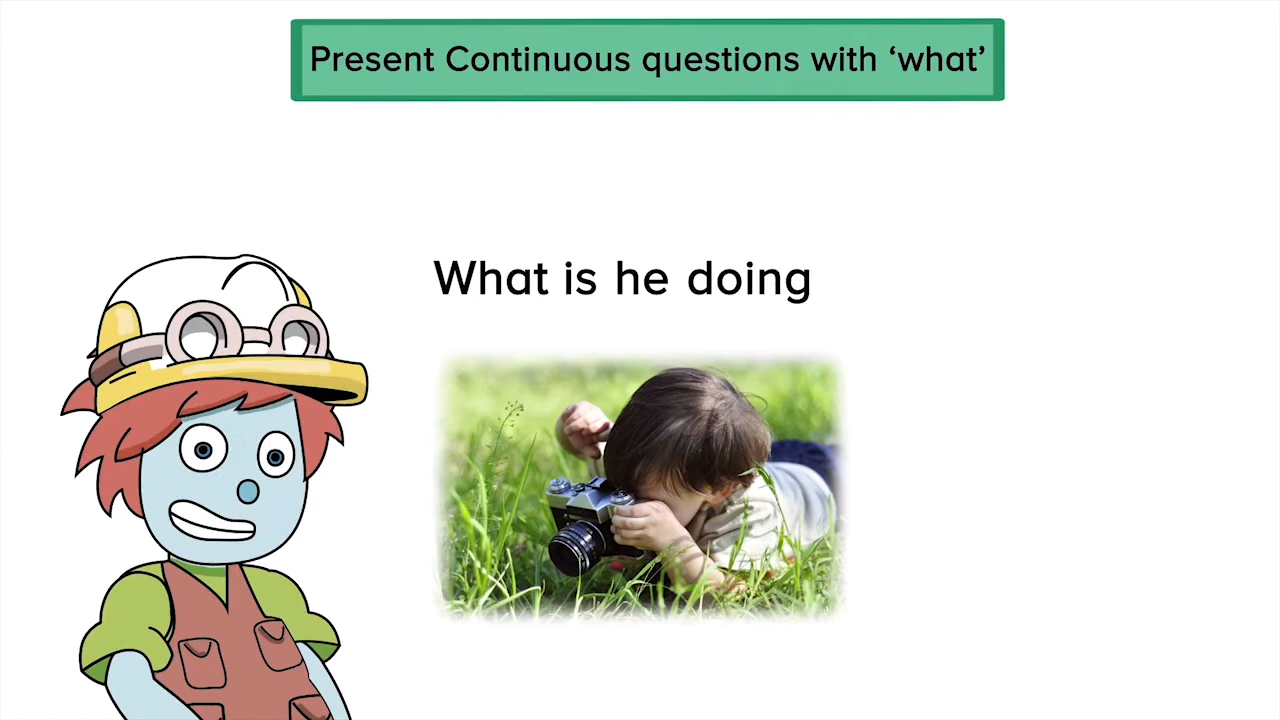 Present Continuous questions with ‘what’
What is he doing